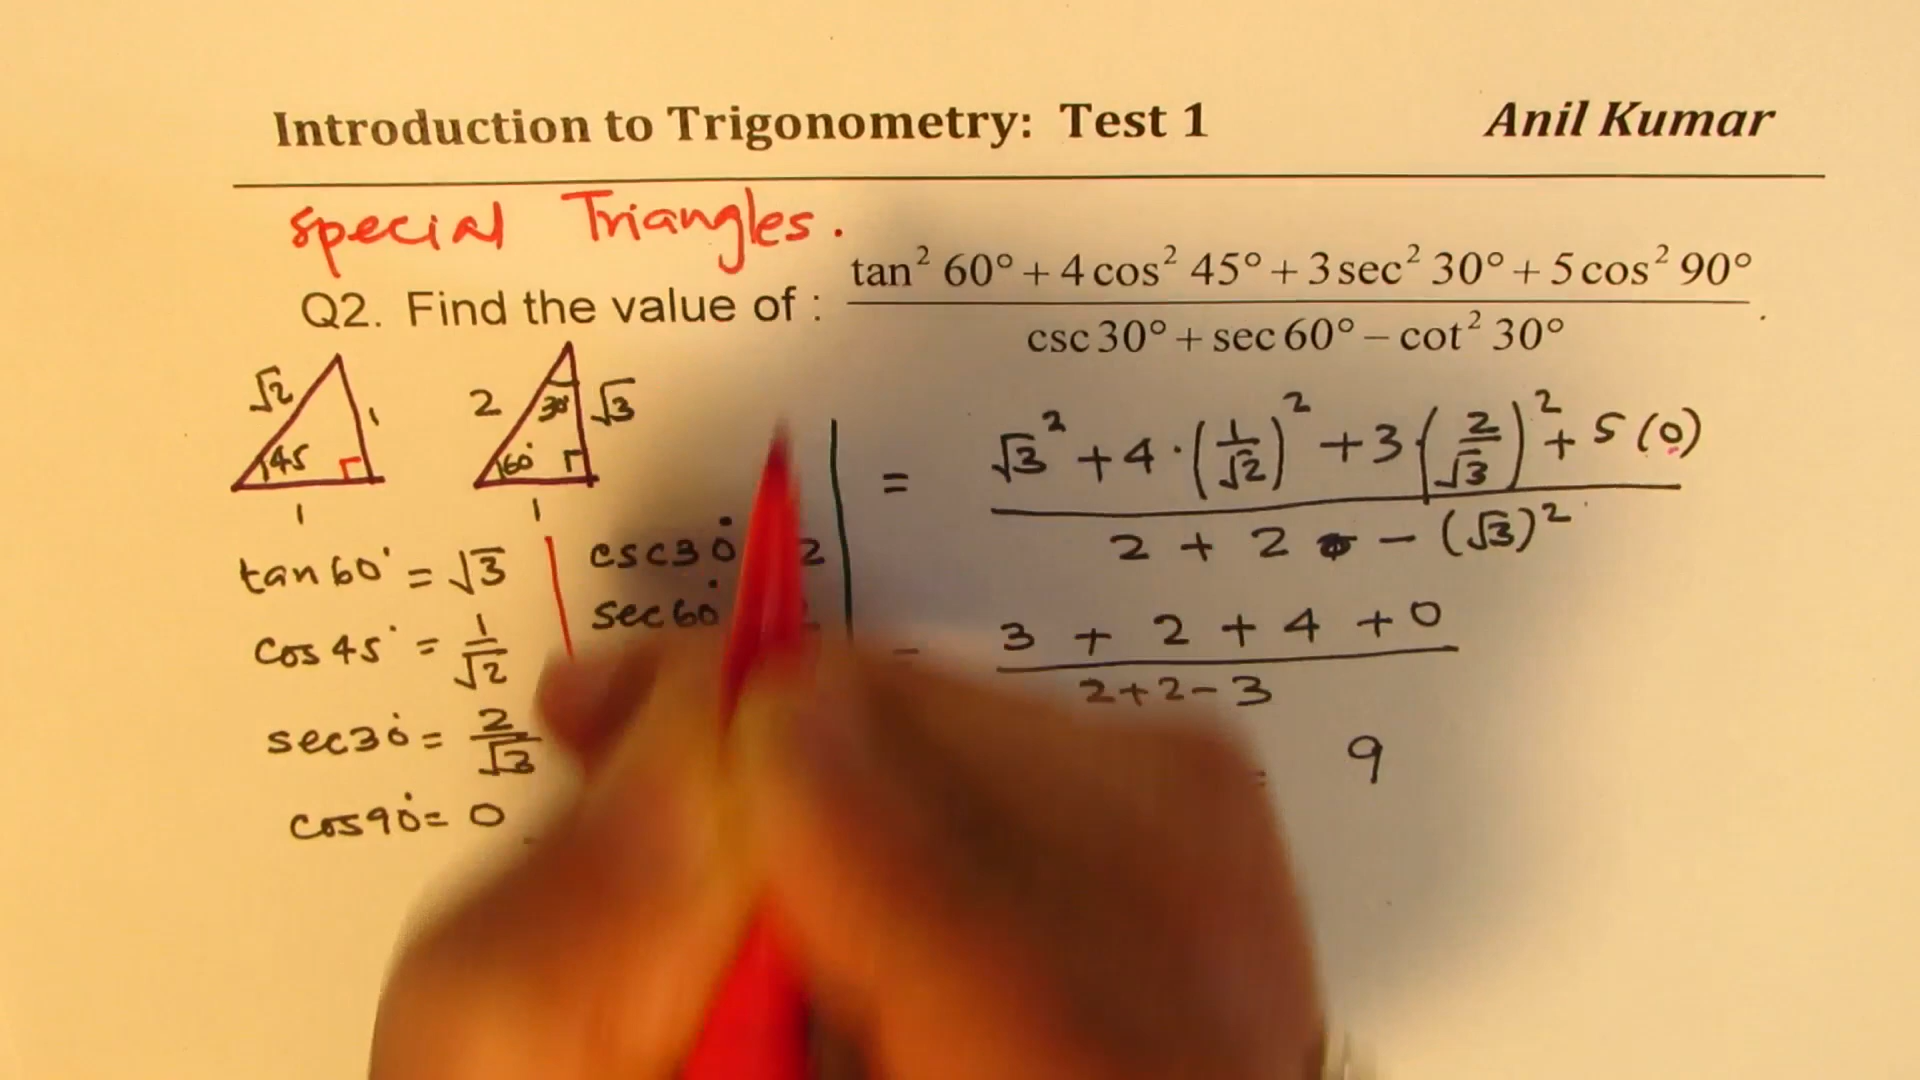 Introduction to Trigonometry: Test 1 Anil Kumar
Special Triangles.
Q2. Find the value of : (tan² 60° + 4 cos² 45° + 3 sec² 30° + 5 cos² 90°) / (csc 30° + sec 60° − cot² 30°) .
√2 1 45 1
2 30° √3 60° 1
= (√3² + 4 · (1/√2)² + 3 (2/√3)² + 5 (0)) / (2 + 2 − (√3)²)
tan 60° = √3
csc 30° 2
cos 45° = 1/√2
sec 60°
(3 + 2 + 4 + 0) / (2 + 2 − 3)
sec 30° = 2/√3
= 9
cos 90° = 0